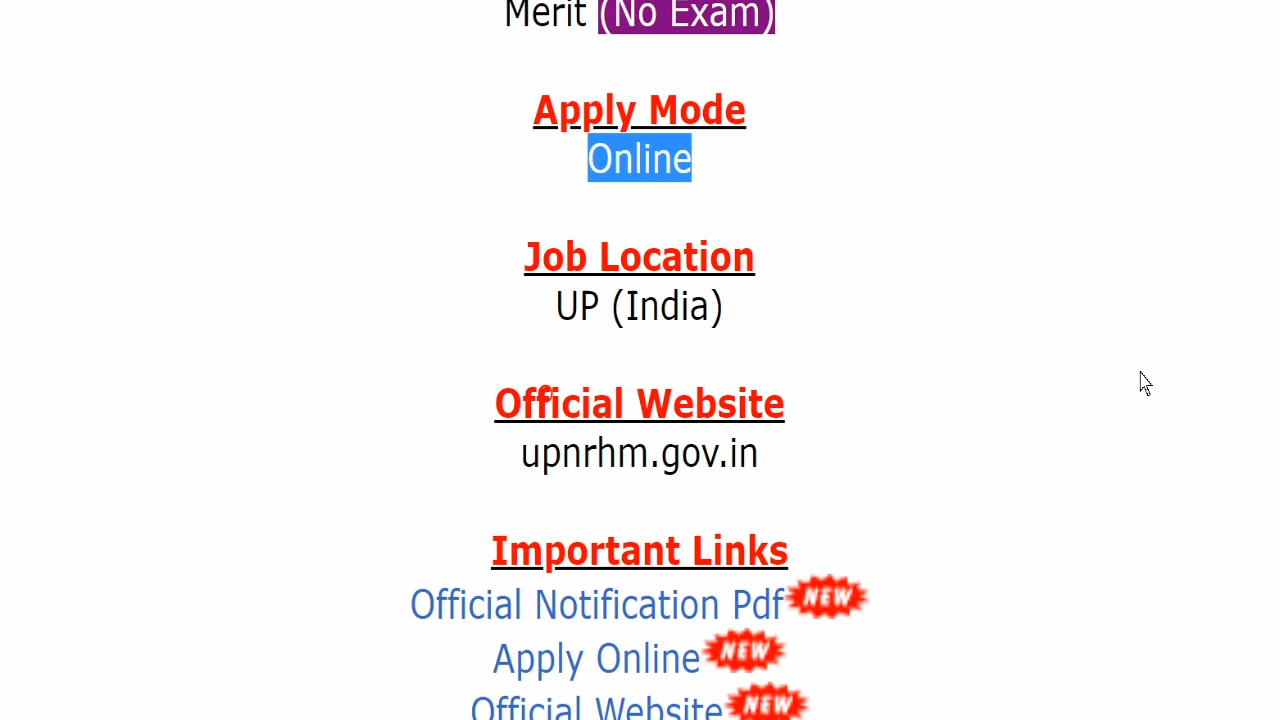 Merit (No Exam)
Apply Mode
Online
Job Location
UP (India)
Official Website
upnrhm.gov.in
Important Links
Official Notification Pdf NEW
Apply Online NEW
Official Website NEW